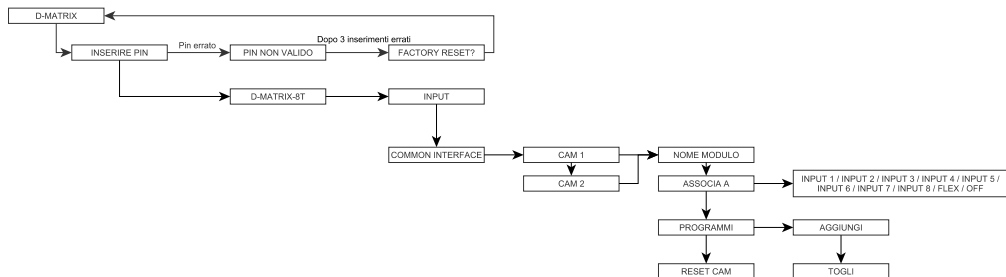 D-MATRIX
INSERIRE PIN
Pin errato
PIN NON VALIDO
Dopo 3 inserimenti errati
FACTORY RESET?
D-MATRIX-8T
INPUT
COMMON INTERFACE
CAM 1
NOME MODULO
CAM 2
ASSOCIA A
INPUT 1 / INPUT 2 / INPUT 3 / INPUT 4 / INPUT 5 /
INPUT 6 / INPUT 7 / INPUT 8 / FLEX / OFF
PROGRAMMI
AGGIUNGI
RESET CAM
TOGLI